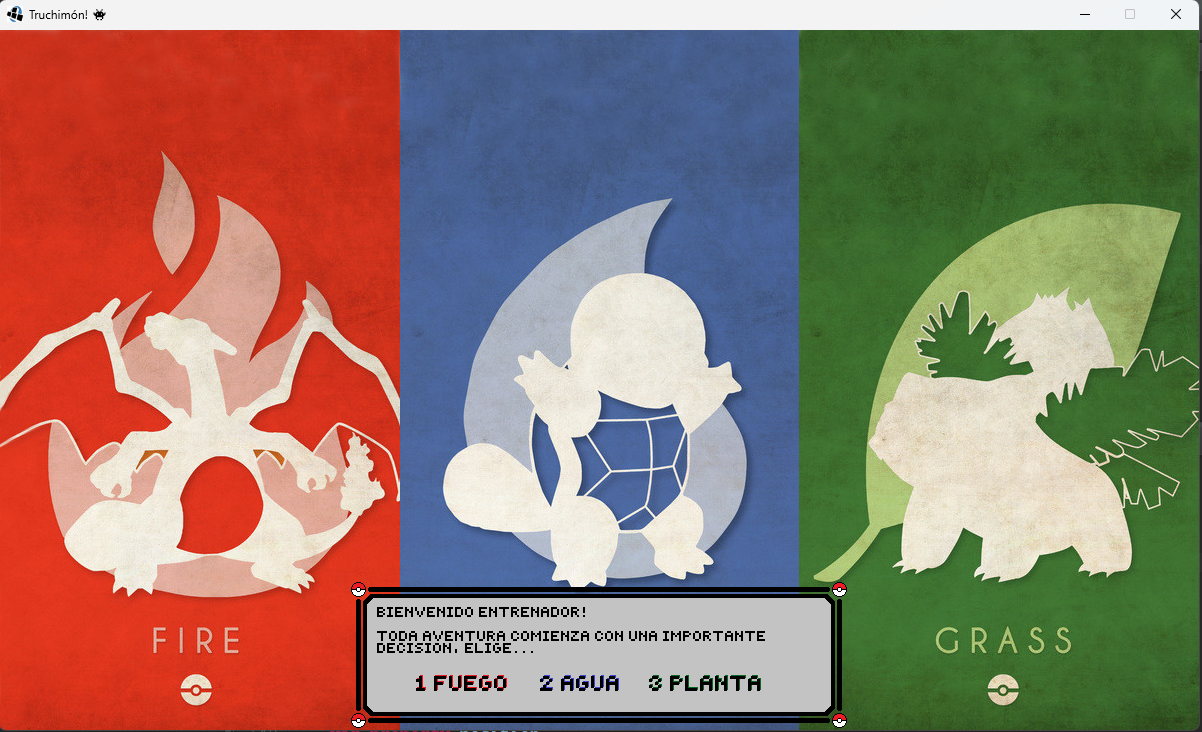 Truchimón!
FIRE
GRASS
BIENVENIDO ENTRENADOR!
TODA AVENTURA COMIENZA CON UNA IMPORTANTE
DECISION. ELIGE...
1 FUEGO 2 AGUA 3 PLANTA